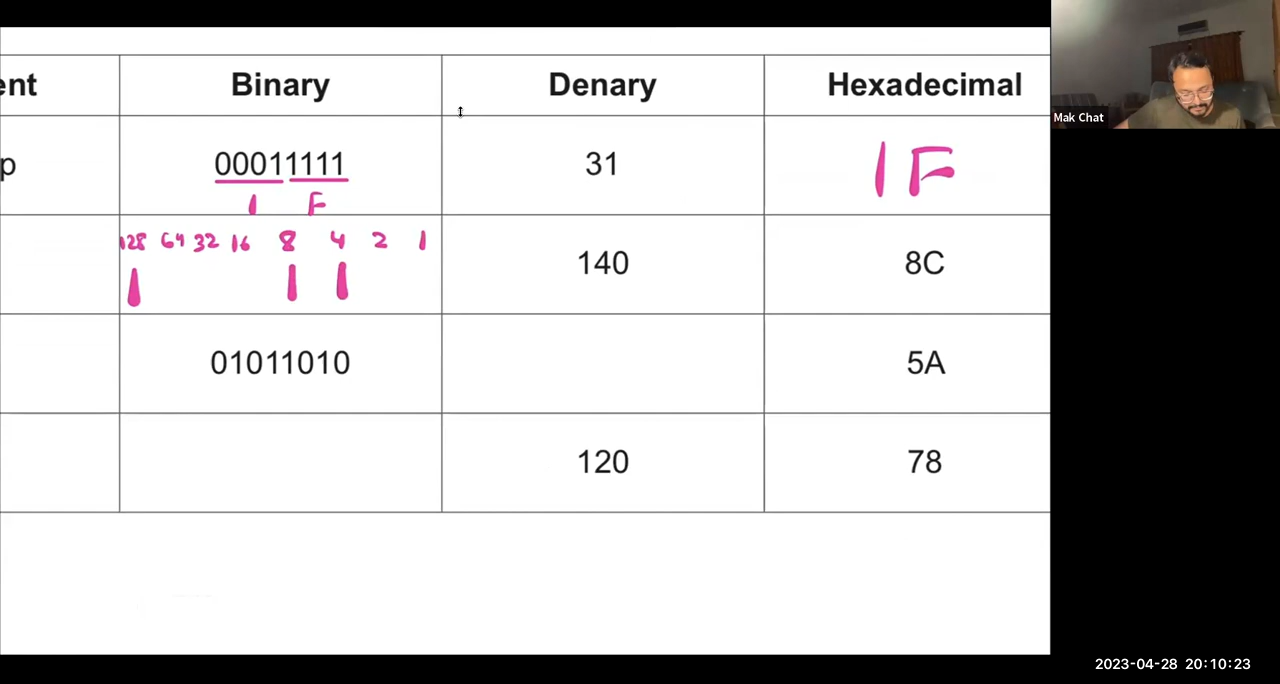 ent Binary Denary Hexadecimal
Mak Chat
p 00011111 31 1F
1 F
128 64 32 16 8 4 2 1
140 8C
1 1 1
01011010 5A
120 78
2023-04-28 20:10:23